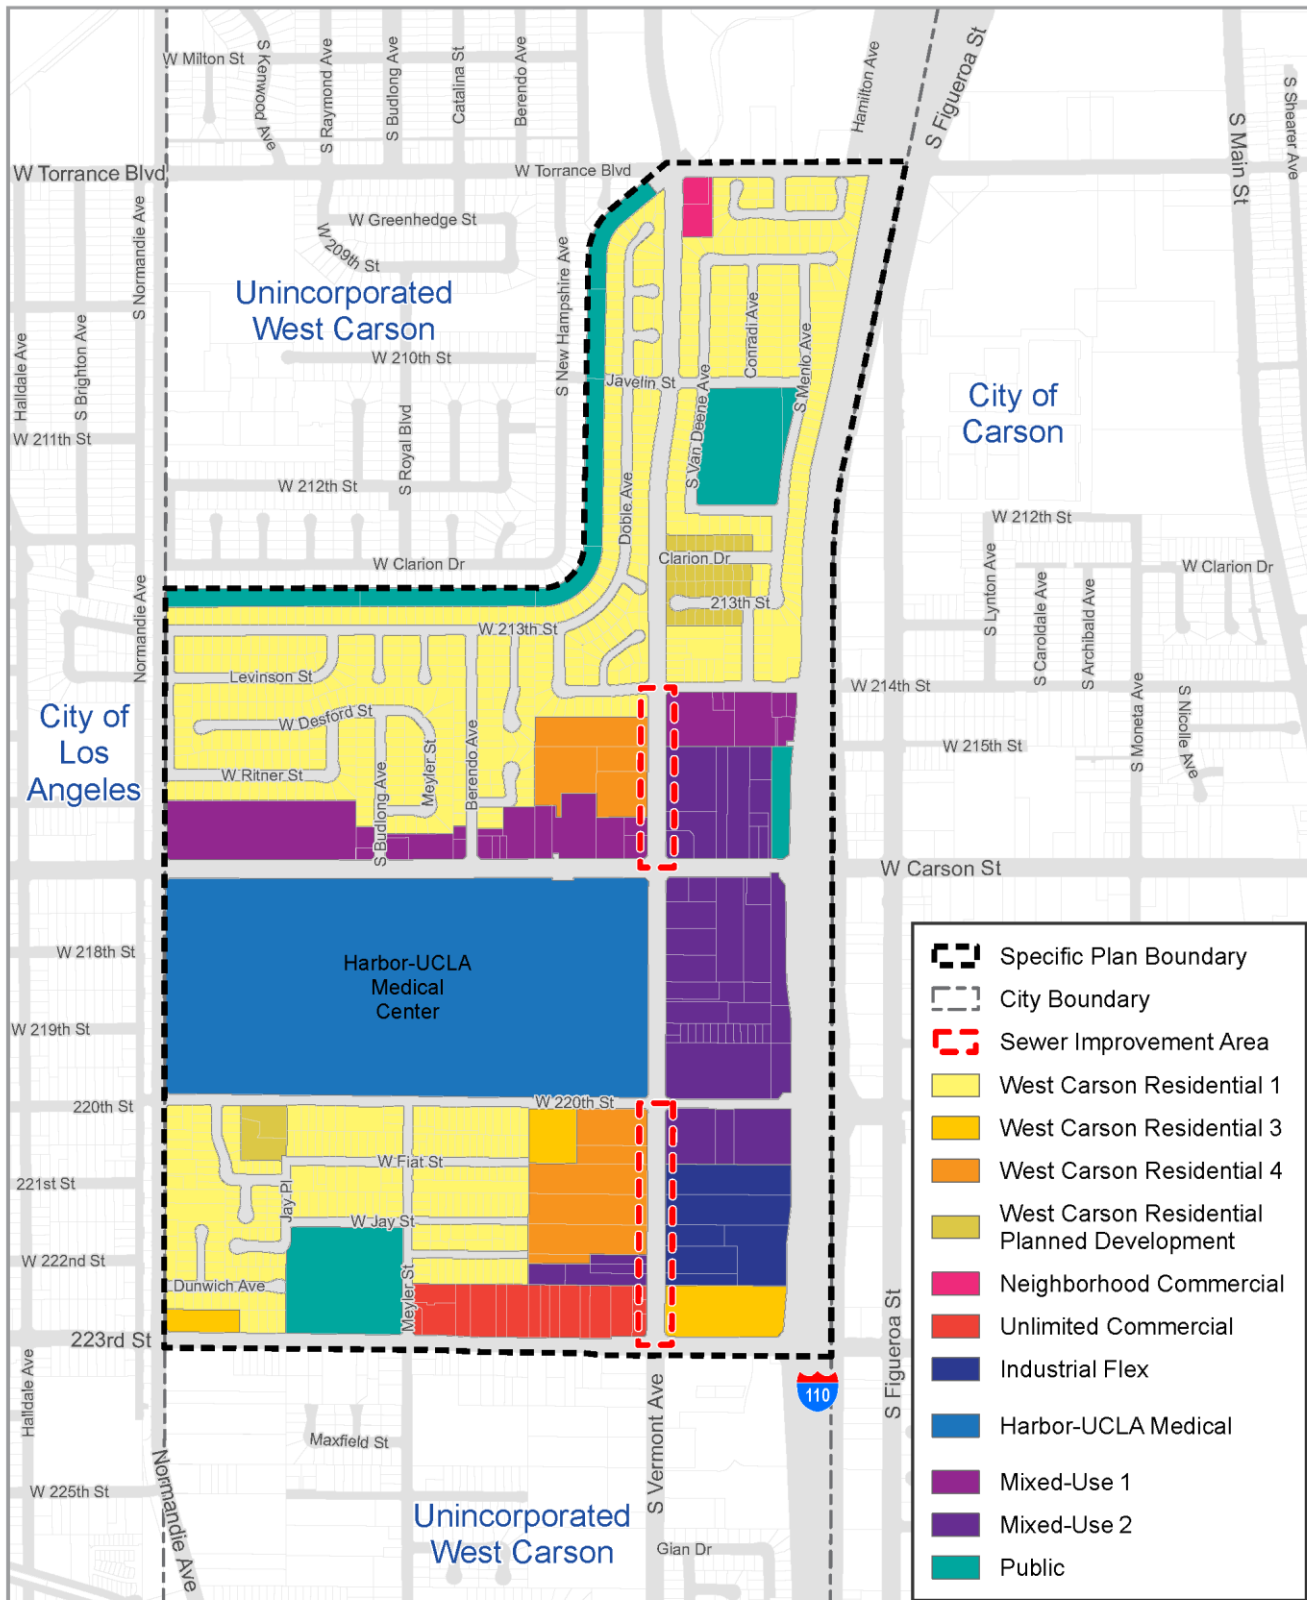 W Milton St
S Kenwood Ave
S Raymond Ave
S Budlong Ave
Catalina St
Berendo Ave
Hamilton Ave
S Figueroa St
S Main St
S Shearer Ave
W Torrance Blvd
W Torrance Blvd
W Greenhedge St
W 209th St
S Normandie Ave
Unincorporated
West Carson
S New Hampshire Ave
W 210th St
Halldale Ave
S Brighton Ave
W 211th St
S Royal Blvd
W 212th St
W Clarion Dr
Javelin St
Conradi Ave
S Menlo Ave
S Van Deene Ave
Doble Ave
Clarion Dr
213th St
City of
Carson
W 212th St
W Clarion Dr
S Lynton Ave
S Caroldale Ave
S Archibald Ave
Normandie Ave
W 213th St
Levinson St
W Desford St
W Ritner St
S Budlong Ave
Meyler St
Berendo Ave
City of
Los
Angeles
W 214th St
W 215th St
S Moneta Ave
S Nicolle Ave
W Carson St
Harbor-UCLA
Medical
Center
W 218th St
W 219th St
220th St
W 220th St
W Fiat St
221st St
Jay Pl
W Jay St
W 222nd St
Dunwich Ave
Meyler St
223rd St
Halldale Ave
Normandie Ave
Maxfield St
W 225th St
Unincorporated
West Carson
S Vermont Ave
Gian Dr
110
S Figueroa St
Specific Plan Boundary
City Boundary
Sewer Improvement Area
West Carson Residential 1
West Carson Residential 3
West Carson Residential 4
West Carson Residential
Planned Development
Neighborhood Commercial
Unlimited Commercial
Industrial Flex
Harbor-UCLA Medical
Mixed-Use 1
Mixed-Use 2
Public